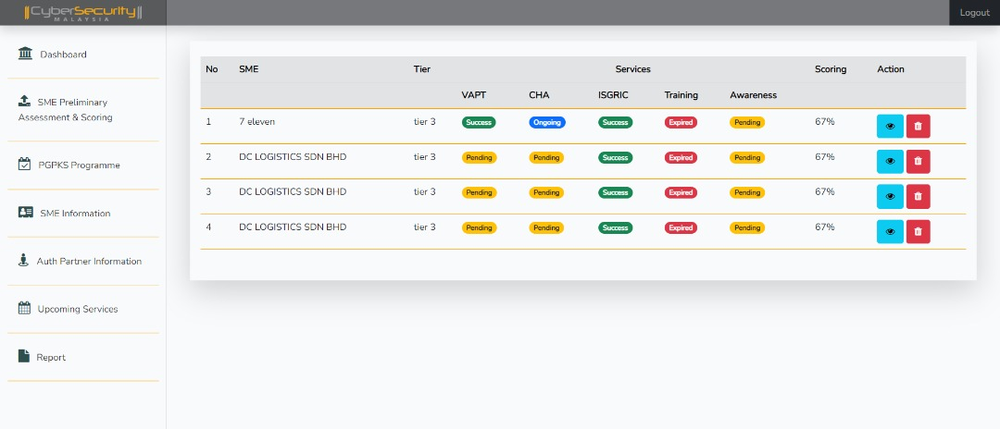 CyberSecurity
MALAYSIA
Logout
Dashboard
SME Preliminary
Assessment & Scoring
PGPKS Programme
SME Information
Auth Partner Information
Upcoming Services
Report
No SME Tier Services Scoring Action
VAPT CHA ISGRIC Training Awareness
1 7 eleven tier 3 Success Ongoing Success Expired Pending 67%
2 DC LOGISTICS SDN BHD tier 3 Pending Pending Success Expired Pending 67%
3 DC LOGISTICS SDN BHD tier 3 Pending Pending Success Expired Pending 67%
4 DC LOGISTICS SDN BHD tier 3 Pending Pending Success Expired Pending 67%